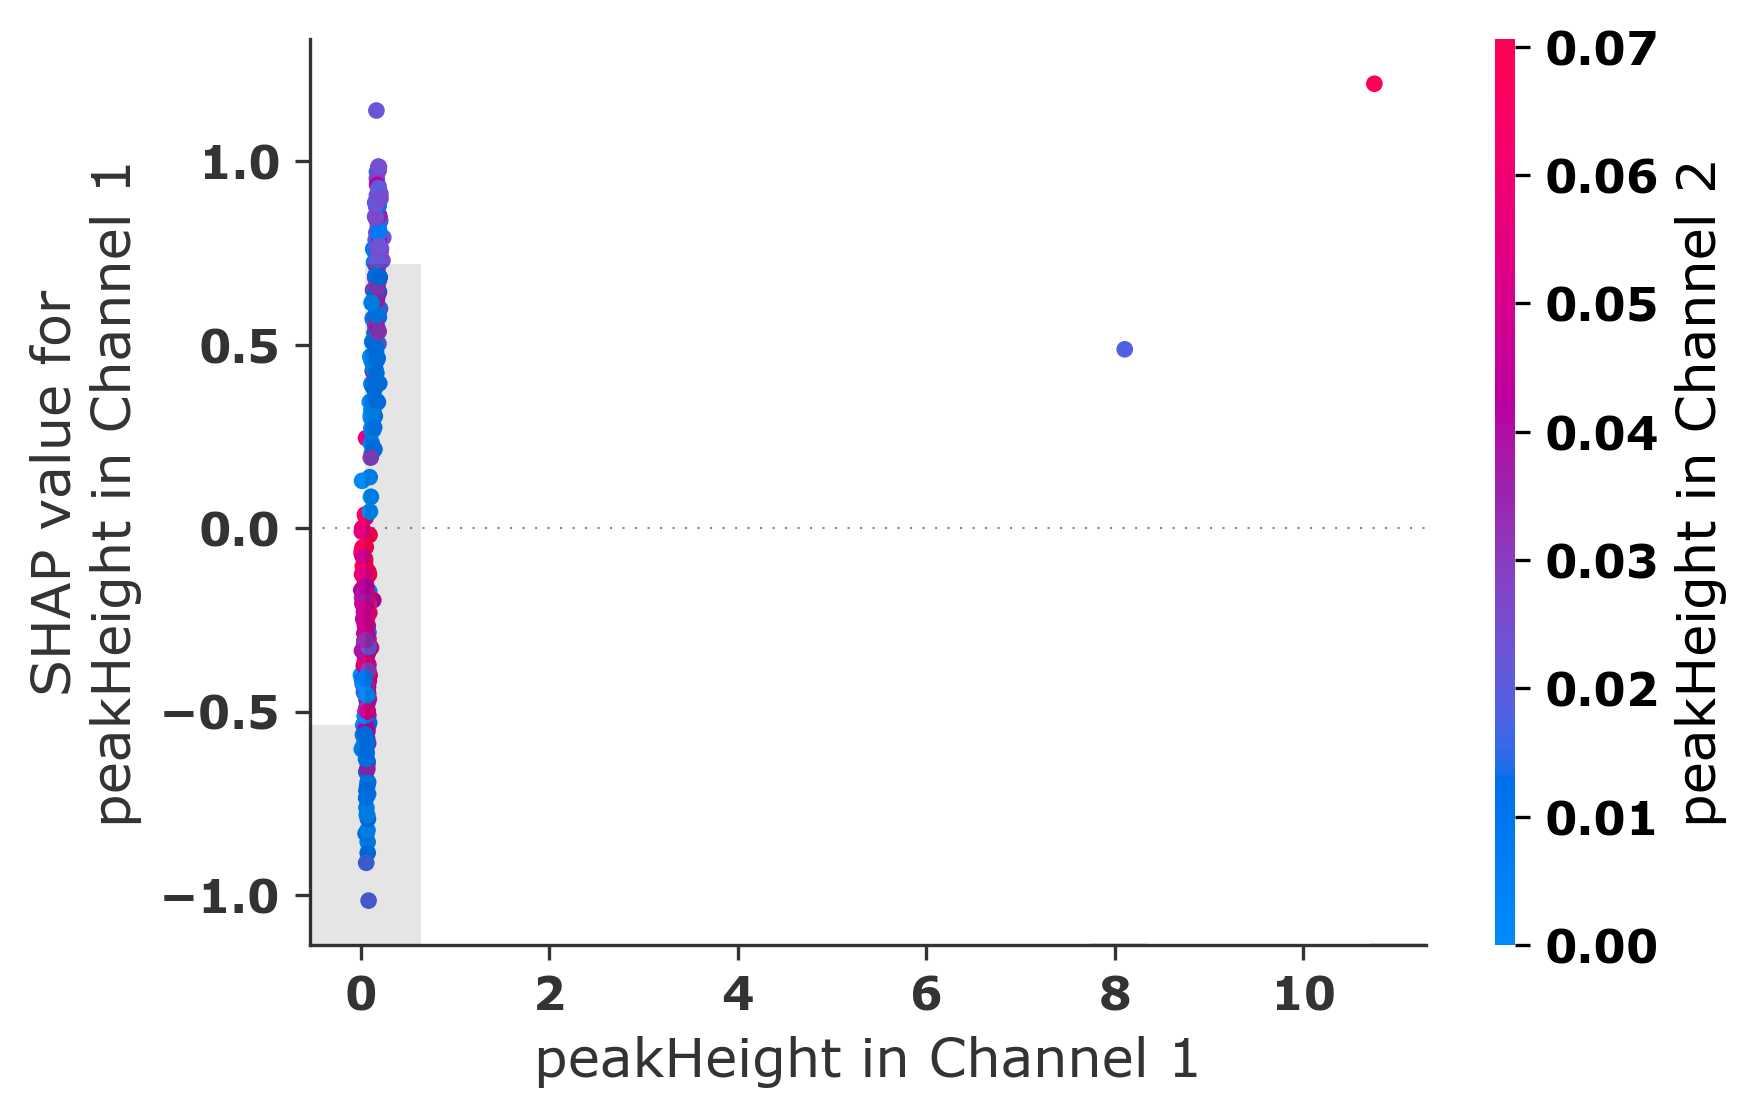 SHAP value for
peakHeight in Channel 1
1.0
0.5
0.0
−0.5
−1.0
0 2 4 6 8 10
peakHeight in Channel 1
0.07
0.06
0.05
0.04
0.03
0.02
0.01
0.00
peakHeight in Channel 2